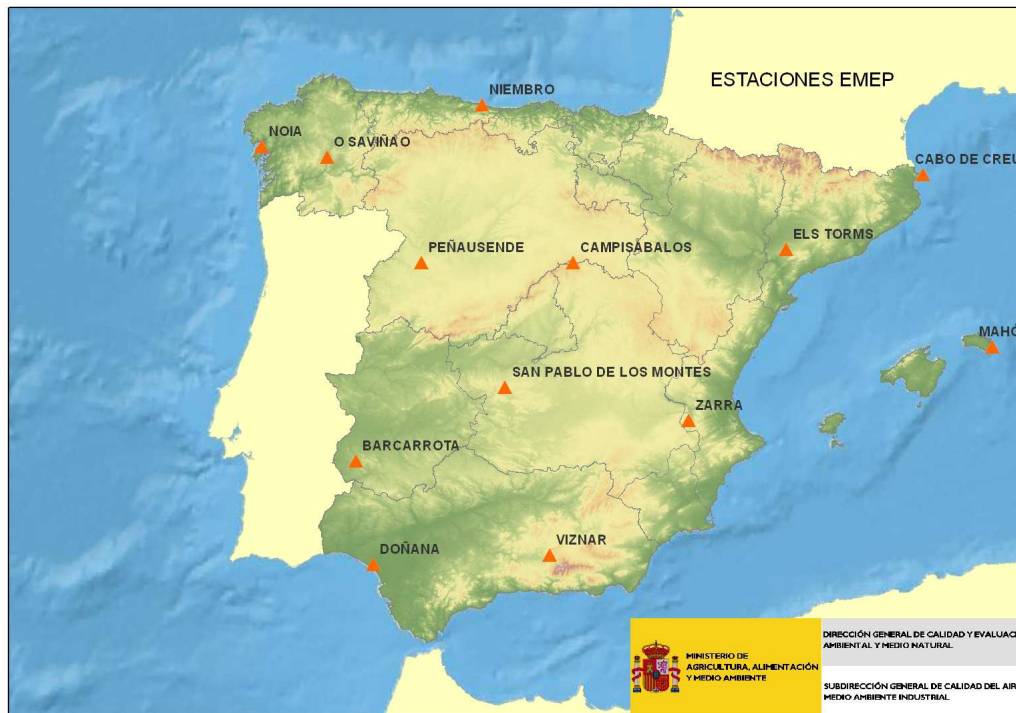 ESTACIONES EMEP
NIEMBRO
NOIA
O SAVIÑAO
CABO DE CREU
ELS TORMS
PEÑAUSENDE
CAMPISÁBALOS
MAHÓ
SAN PABLO DE LOS MONTES
ZARRA
BARCARROTA
DOÑANA
VIZNAR
MINISTERIO DE
AGRICULTURA, ALIMENTACIÓN
Y MEDIO AMBIENTE
DIRECCIÓN GENERAL DE CALIDAD Y EVALUAC
AMBIENTAL Y MEDIO NATURAL
SUBDIRECCIÓN GENERAL DE CALIDAD DEL AIR
MEDIO AMBIENTE INDUSTRIAL